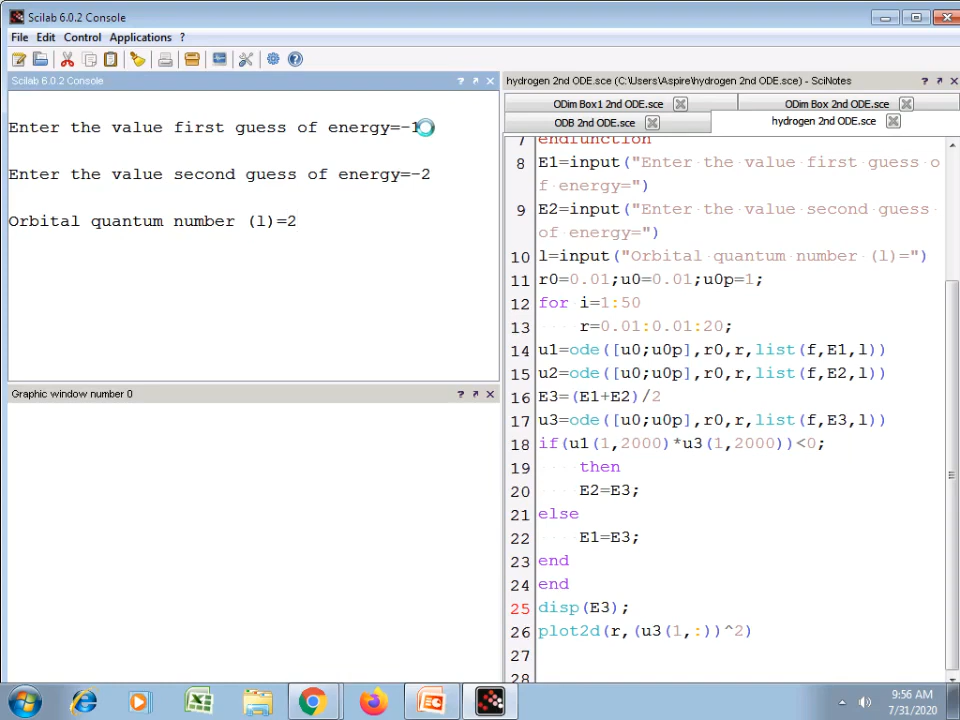 Scilab 6.0.2 Console
File Edit Control Applications ?
Scilab 6.0.2 Console ? ↗ ✕
Enter the value first guess of energy=-1
Enter the value second guess of energy=-2
Orbital quantum number (l)=2
Graphic window number 0 ? ↗ ✕
hydrogen 2nd ODE.sce (C:\Users\Aspire\hydrogen 2nd ODE.sce) - SciNotes ? ↗ ✕
ODim Box1 2nd ODE.sce ODim Box 2nd ODE.sce
ODB 2nd ODE.sce hydrogen 2nd ODE.sce
7 endfunction
8 E1=input("Enter the value first guess o
f energy=")
9 E2=input("Enter the value second guess
of energy=")
10 l=input("Orbital quantum number (l)=")
11 r0=0.01;u0=0.01;u0p=1;
12 for i=1:50
13 r=0.01:0.01:20;
14 u1=ode([u0;u0p],r0,r,list(f,E1,l))
15 u2=ode([u0;u0p],r0,r,list(f,E2,l))
16 E3=(E1+E2)/2
17 u3=ode([u0;u0p],r0,r,list(f,E3,l))
18 if(u1(1,2000)*u3(1,2000))<0;
19 then
20 E2=E3;
21 else
22 E1=E3;
23 end
24 end
25 disp(E3);
26 plot2d(r,(u3(1,:))^2)
27
28
9:56 AM
7/31/2020